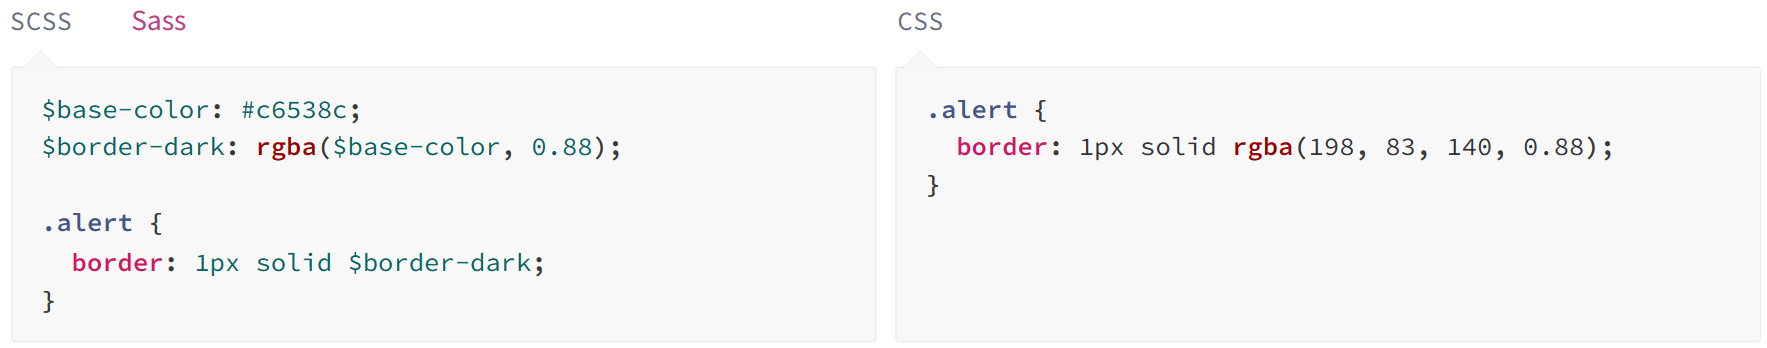 SCSS Sass
$base-color: #c6538c;
$border-dark: rgba($base-color, 0.88);

.alert {
  border: 1px solid $border-dark;
}
CSS
.alert {
  border: 1px solid rgba(198, 83, 140, 0.88);
}